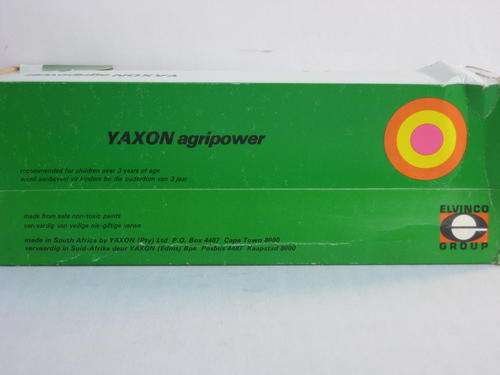 YAXON agripower
YAXON agripower
recommended for children over 3 years of age
word aanbeveel vir kinders bo die ouderdom van 3 jaar
made from safe non-toxic paints
vervaardig van veilige nie-giftige verwe
made in South Africa by YAXON (Pty) Ltd P.O. Box 4487 Cape Town 8000
vervaardig in Suid-Afrika deur YAXON (Edms) Bpk Posbus 4487 Kaapstad 8000
ELVINCO
GROUP